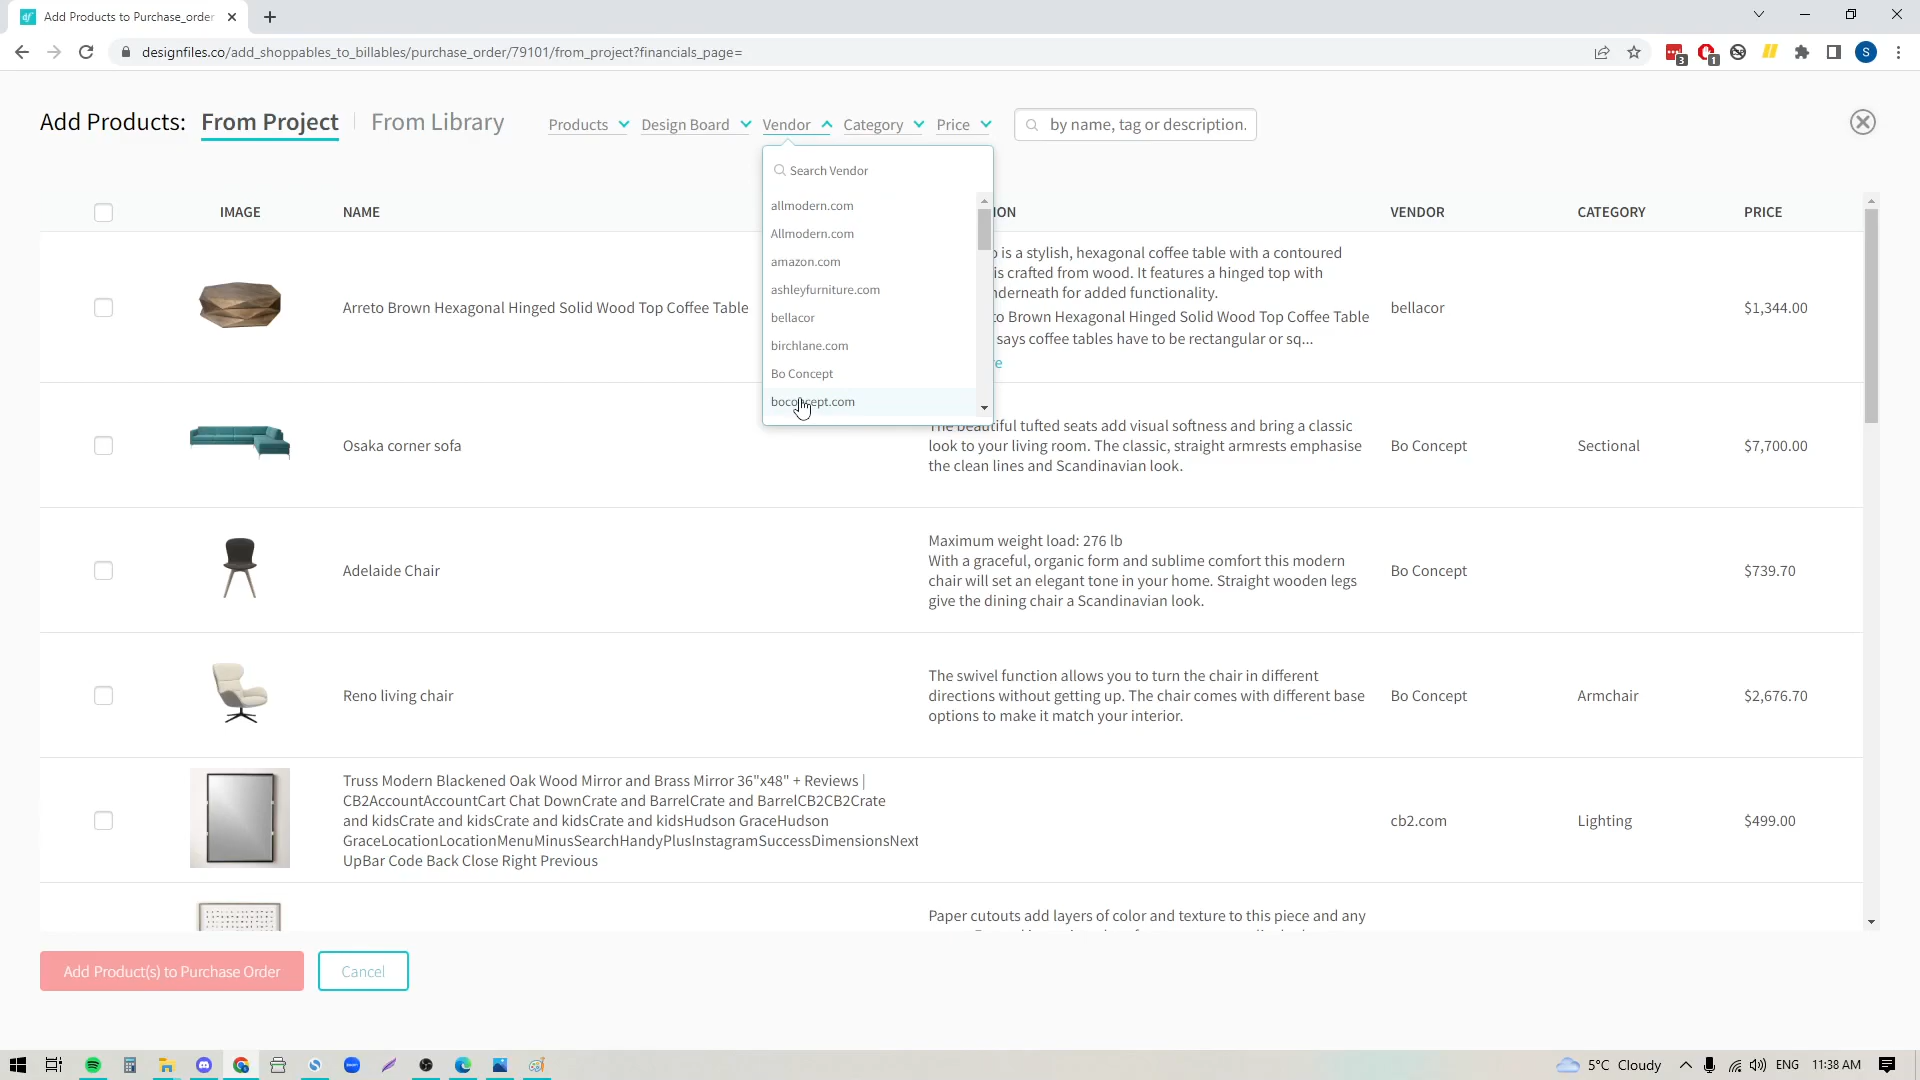 Add Products to Purchase_order
designfiles.co/add_shoppables_to_billables/purchase_order/79101/from_project?financials_page=
3
1
S
Add Products:
From Project
From Library
Products
Design Board
Vendor
Category
Price
by name, tag or description.
Search Vendor
allmodern.com
Allmodern.com
amazon.com
ashleyfurniture.com
bellacor
birchlane.com
Bo Concept
boconcept.com
IMAGE
NAME
ION
VENDOR
CATEGORY
PRICE
Arreto Brown Hexagonal Hinged Solid Wood Top Coffee Table
o is a stylish, hexagonal coffee table with a contoured
is crafted from wood. It features a hinged top with
nderneath for added functionality.
to Brown Hexagonal Hinged Solid Wood Top Coffee Table
says coffee tables have to be rectangular or sq...
re
bellacor
$1,344.00
Osaka corner sofa
The beautiful tufted seats add visual softness and bring a classic
look to your living room. The classic, straight armrests emphasise
the clean lines and Scandinavian look.
Bo Concept
Sectional
$7,700.00
Adelaide Chair
Maximum weight load: 276 lb
With a graceful, organic form and sublime comfort this modern
chair will set an elegant tone in your home. Straight wooden legs
give the dining chair a Scandinavian look.
Bo Concept
$739.70
Reno living chair
The swivel function allows you to turn the chair in different
directions without getting up. The chair comes with different base
options to make it match your interior.
Bo Concept
Armchair
$2,676.70
Truss Modern Blackened Oak Wood Mirror and Brass Mirror 36"x48" + Reviews |
CB2AccountAccountCart Chat DownCrate and BarrelCrate and BarrelCB2CB2Crate
and kidsCrate and kidsCrate and kidsCrate and kidsHudson GraceHudson
GraceLocationLocationMenuMinusSearchHandyPlusInstagramSuccessDimensionsNext
UpBar Code Back Close Right Previous
cb2.com
Lighting
$499.00
Paper cutouts add layers of color and texture to this piece and any
Add Product(s) to Purchase Order
Cancel
5°C Cloudy
ENG
11:38 AM